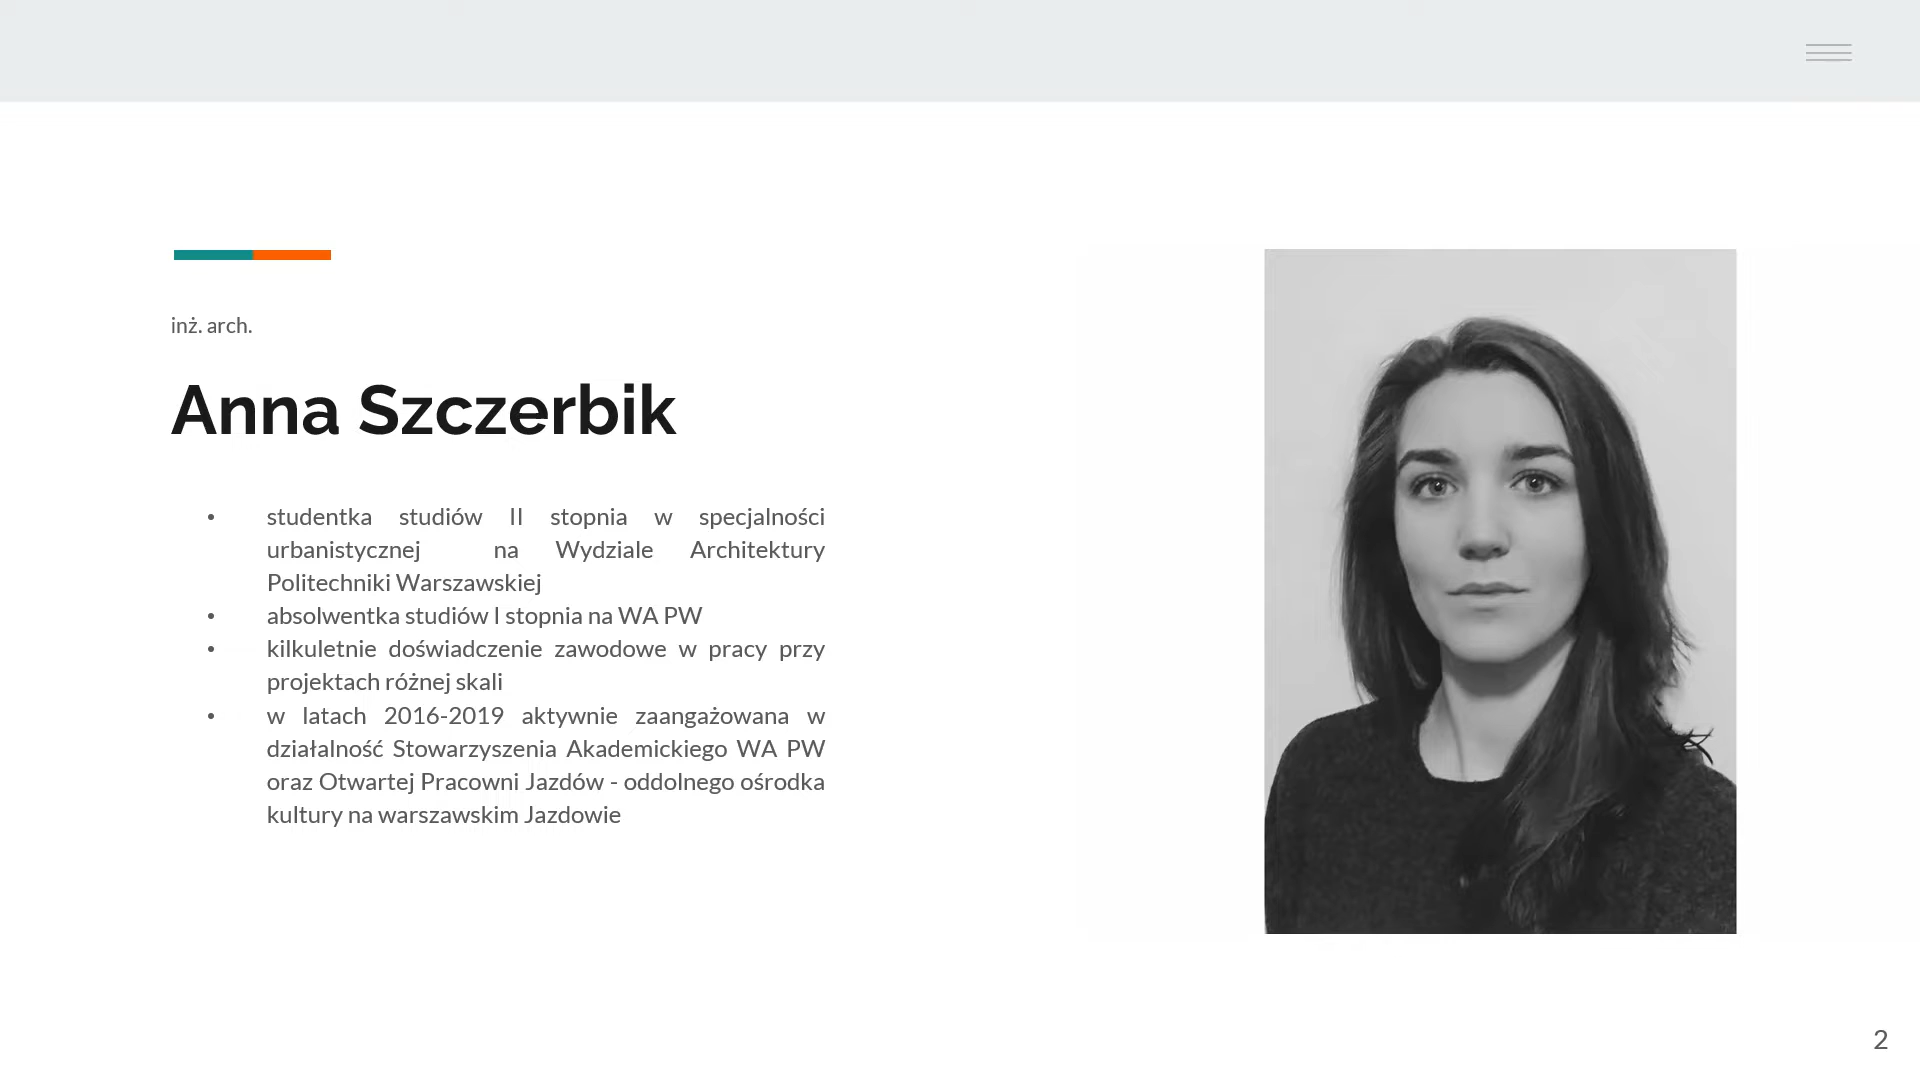 inż. arch.
Anna Szczerbik
• studentka studiów II stopnia w specjalności
urbanistycznej na Wydziale Architektury
Politechniki Warszawskiej
• absolwentka studiów I stopnia na WA PW
• kilkuletnie doświadczenie zawodowe w pracy przy
projektach różnej skali
• w latach 2016-2019 aktywnie zaangażowana w
działalność Stowarzyszenia Akademickiego WA PW
oraz Otwartej Pracowni Jazdów - oddolnego ośrodka
kultury na warszawskim Jazdowie
2